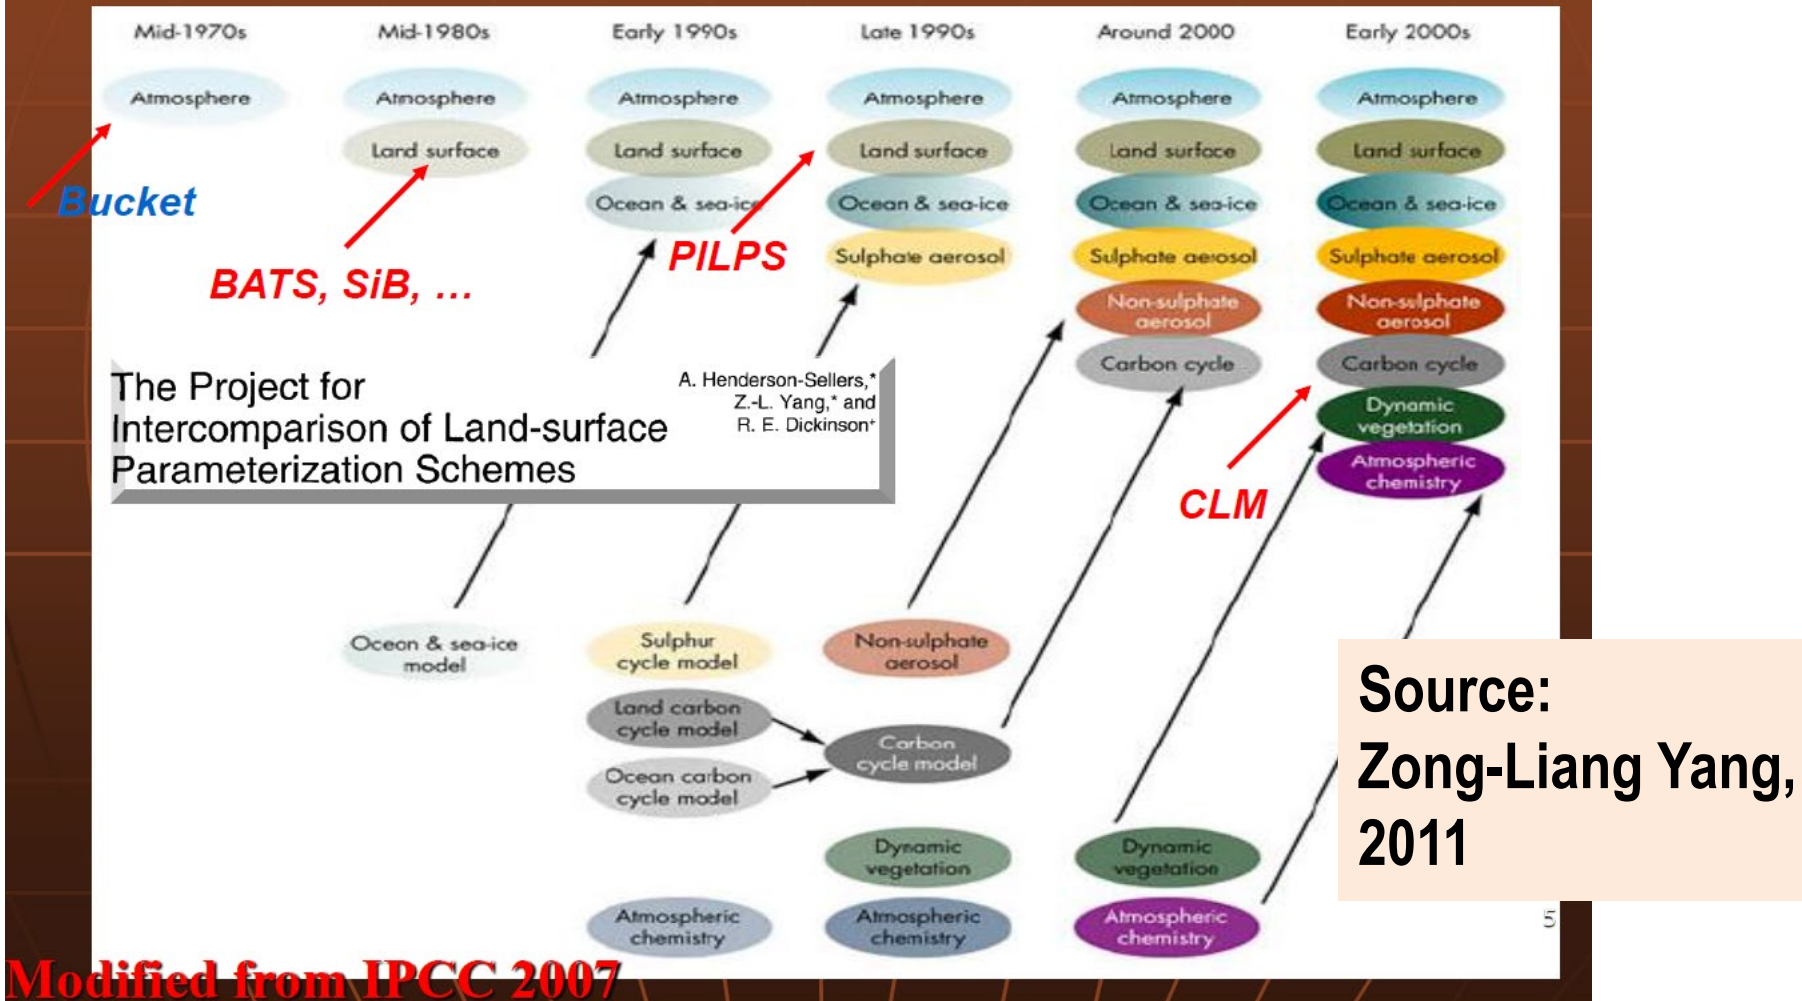 Mid-1970s
Mid-1980s
Early 1990s
Late 1990s
Around 2000
Early 2000s
Atmosphere
Atmosphere
Atmosphere
Atmosphere
Atmosphere
Atmosphere
Land surface
Land surface
Land surface
Land surface
Land surface
Bucket
Ocean & sea-ice
Ocean & sea-ice
Ocean & sea-ice
Ocean & sea-ice
BATS, SiB, ...
PILPS
Sulphate aerosol
Sulphate aerosol
Sulphate aerosol
Non-sulphate
aerosol
Non-sulphate
aerosol
Carbon cycle
Carbon cycle
The Project for
Intercomparison of Land-surface
Parameterization Schemes
A. Henderson-Sellers,*
Z.-L. Yang,* and
R. E. Dickinson+
Dynamic
vegetation
Atmospheric
chemistry
CLM
Ocean & sea-ice
model
Sulphur
cycle model
Non-sulphate
aerosol
Land carbon
cycle model
Carbon
cycle model
Ocean carbon
cycle model
Dynamic
vegetation
Dynamic
vegetation
Atmospheric
chemistry
Atmospheric
chemistry
Atmospheric
chemistry
Source:
Zong-Liang Yang,
2011
5
Modified from IPCC 2007